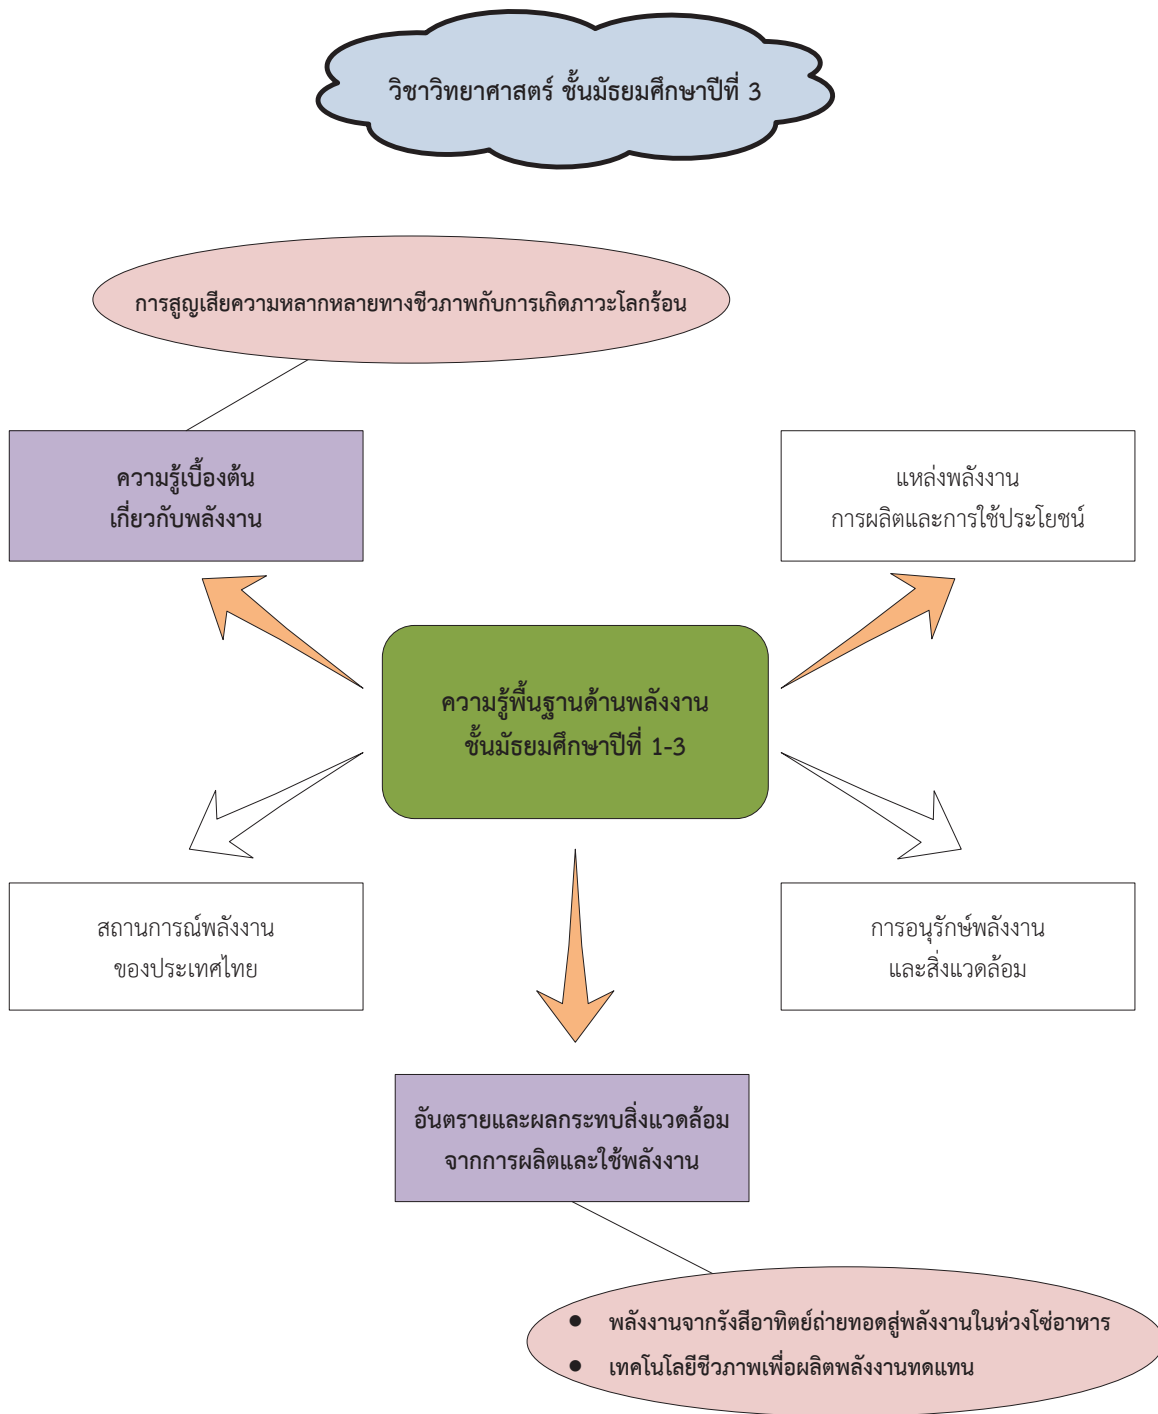 วิชาวิทยาศาสตร์ ชั้นมัธยมศึกษาปีที่ 3
การสูญเสียความหลากหลายทางชีวภาพกับการเกิดภาวะโลกร้อน
ความรู้เบื้องต้น
เกี่ยวกับพลังงาน
แหล่งพลังงาน
การผลิตและการใช้ประโยชน์
ความรู้พื้นฐานด้านพลังงาน
ชั้นมัธยมศึกษาปีที่ 1-3
สถานการณ์พลังงาน
ของประเทศไทย
การอนุรักษ์พลังงาน
และสิ่งแวดล้อม
อันตรายและผลกระทบสิ่งแวดล้อม
จากการผลิตและใช้พลังงาน
● พลังงานจากรังสีอาทิตย์ถ่ายทอดสู่พลังงานในห่วงโซ่อาหาร
● เทคโนโลยีชีวภาพเพื่อผลิตพลังงานทดแทน